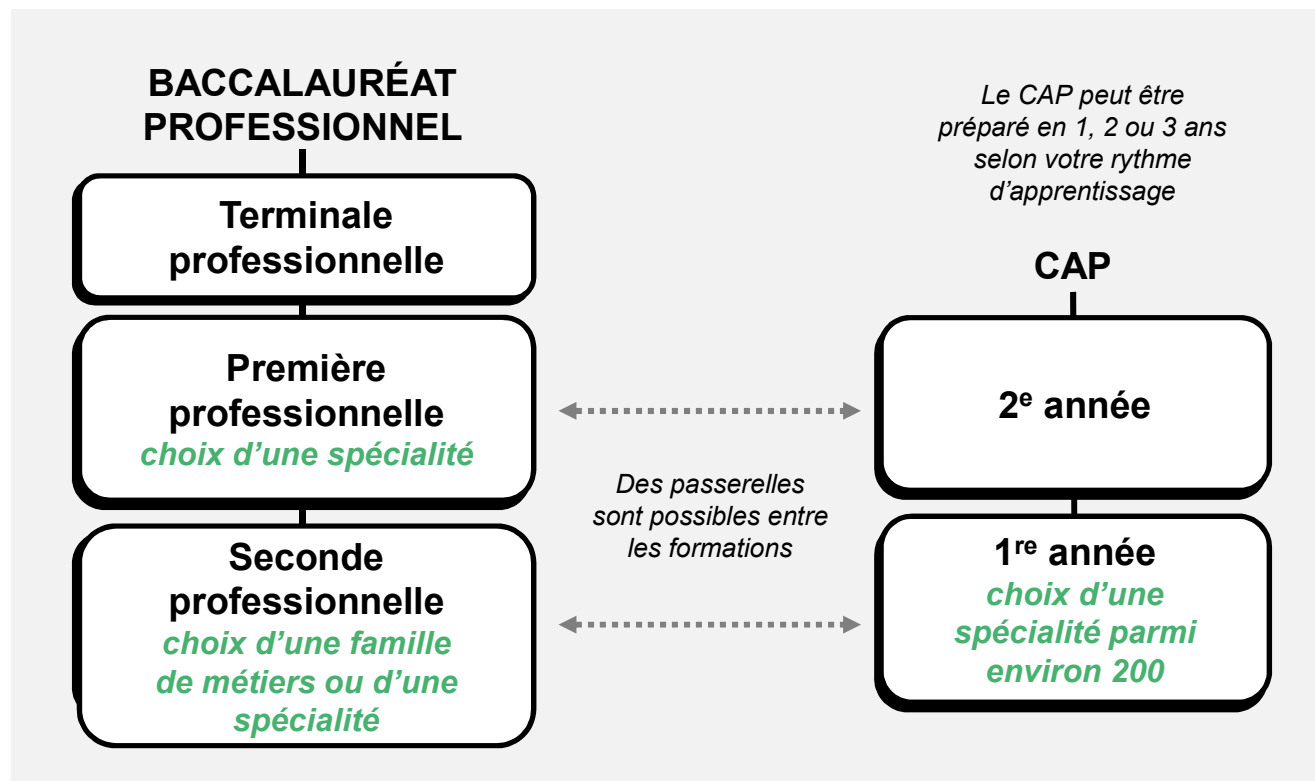 BACCALAURÉAT
PROFESSIONNEL
Terminale
professionnelle
Première
professionnelle
choix d’une spécialité
Seconde
professionnelle
choix d’une famille
de métiers ou d’une
spécialité
Des passerelles
sont possibles entre
les formations
Le CAP peut être
préparé en 1, 2 ou 3 ans
selon votre rythme
d’apprentissage
CAP
2e année
1re année
choix d’une
spécialité parmi
environ 200